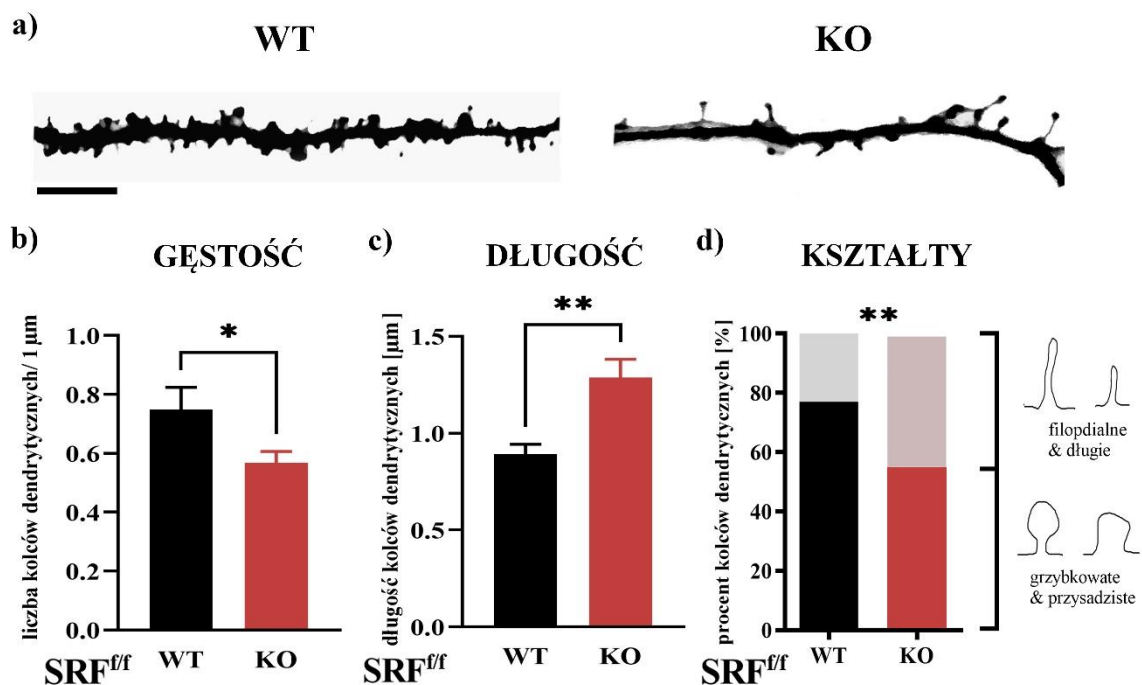 a)
WT
KO
b)
GĘSTOŚĆ
liczba kolców dendrytycznych/ 1 µm
1.0
0.8
0.6
0.4
0.2
0.0
*
WT
KO
SRFf/f
c)
DŁUGOŚĆ
długość kolców dendrytycznych [µm]
1.5
1.0
0.5
0.0
**
WT
KO
SRFf/f
d)
KSZTAŁTY
procent kolców dendrytycznych [%]
100
80
60
40
20
0
**
WT
KO
SRFf/f
filopdialne
& długie
grzybkowate
& przysadziste